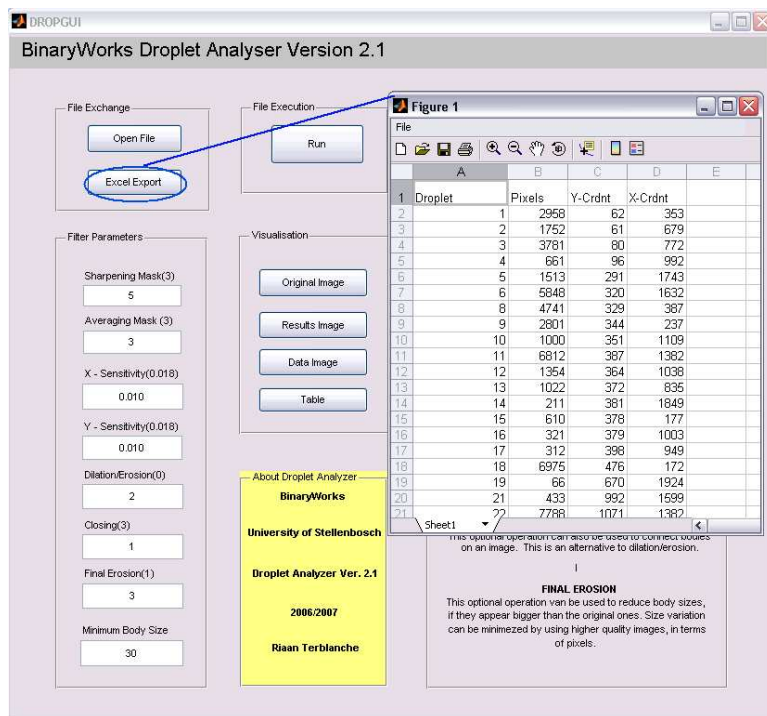 DROPGUI
BinaryWorks Droplet Analyser Version 2.1
File Exchange
Open File
Excel Export
File Execution
Run
Filter Parameters
Sharpening Mask(3)
5
Averaging Mask (3)
3
X - Sensitivity(0.018)
0.010
Y - Sensitivity(0.018)
0.010
Dilation/Erosion(0)
2
Closing(3)
1
Final Erosion(1)
3
Minimum Body Size
30
Visualisation
Original Image
Results Image
Data Image
Table
About Droplet Analyzer
BinaryWorks
University of Stellenbosch
Droplet Analyzer Ver. 2.1
2006/2007
Riaan Terblanche
Figure 1
File
A B C D E
1 Droplet Pixels Y-Crdnt X-Crdnt
2 1 2958 62 353
3 2 1752 61 679
4 3 3781 80 772
5 4 661 96 992
6 5 1513 291 1743
7 6 5848 320 1632
8 8 4741 329 387
9 9 2801 344 237
10 10 1000 351 1109
11 11 6812 387 1382
12 12 1354 364 1038
13 13 1022 372 835
14 14 211 381 1849
15 15 610 378 177
16 16 321 379 1003
17 17 312 398 949
18 18 6975 476 172
19 19 66 670 1924
20 21 433 992 1599
21 22 7788 1071 1382
Sheet1
This optional operation can also be used to connect bodies
on an image. This is an alternative to dilation/erosion.
FINAL EROSION
This optional operation van be used to reduce body sizes,
if they appear bigger than the original ones. Size variation
can be minimezed by using higher quality images, in terms
of pixels.